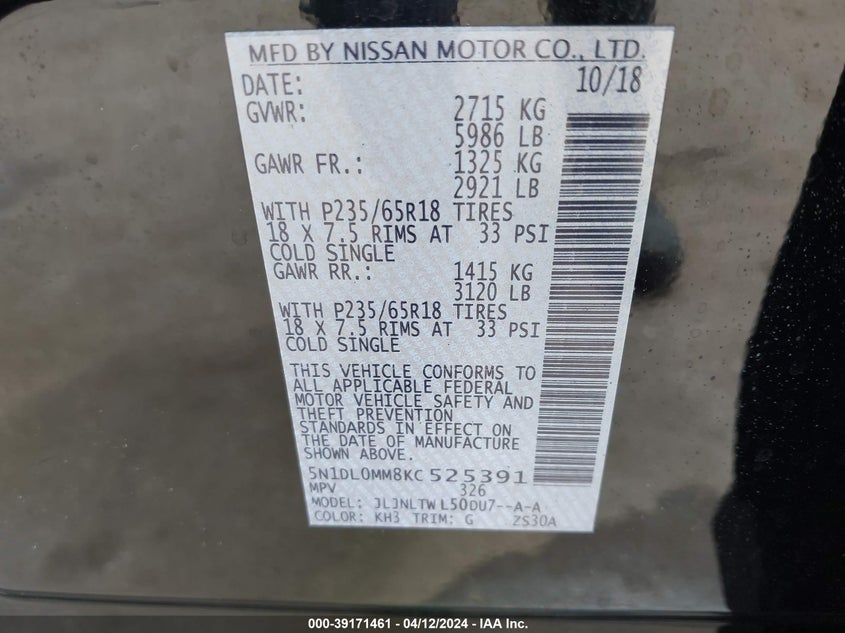 MFD BY NISSAN MOTOR CO., LTD.
DATE: 10/18
GVWR: 2715 KG
5986 LB
GAWR FR.: 1325 KG
2921 LB
WITH P235/65R18 TIRES
18 X 7.5 RIMS AT 33 PSI
COLD SINGLE
GAWR RR.: 1415 KG
3120 LB
WITH P235/65R18 TIRES
18 X 7.5 RIMS AT 33 PSI
COLD SINGLE
THIS VEHICLE CONFORMS TO
ALL APPLICABLE FEDERAL
MOTOR VEHICLE SAFETY AND
THEFT PREVENTION
STANDARDS IN EFFECT ON
THE DATE OF MANUFACTURE
SHOWN ABOVE.
5N1DL0MM8KC525391
MPV 326
MODEL: JLJNLTWL50DU7--A-A
COLOR: KH3 TRIM: G ZS30A
000-39171461 - 04/12/2024 - IAA Inc.